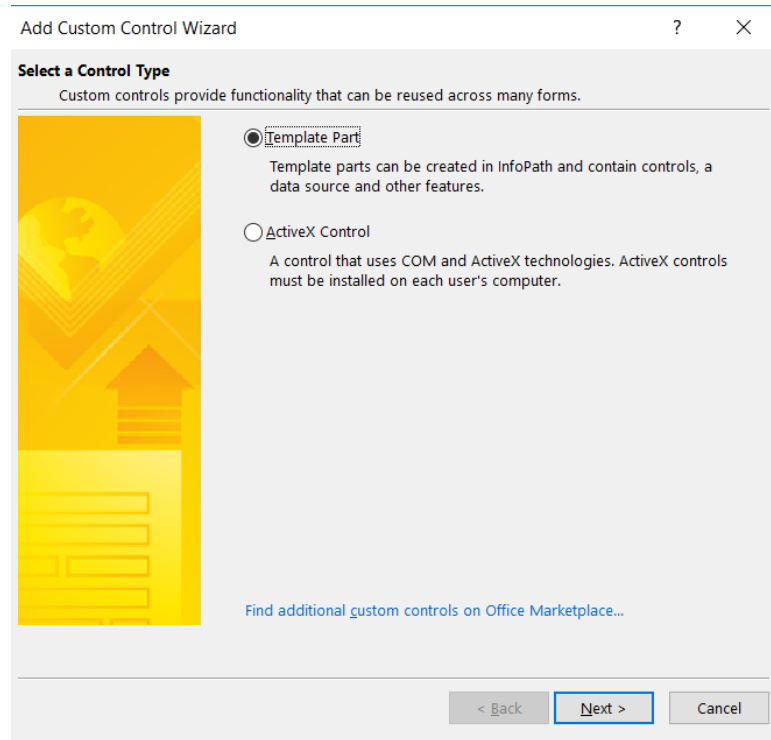 Add Custom Control Wizard ?
Select a Control Type
Custom controls provide functionality that can be reused across many forms.
Template Part
Template parts can be created in InfoPath and contain controls, a
data source and other features.
ActiveX Control
A control that uses COM and ActiveX technologies. ActiveX controls
must be installed on each user's computer.
Find additional custom controls on Office Marketplace...
< Back Next > Cancel